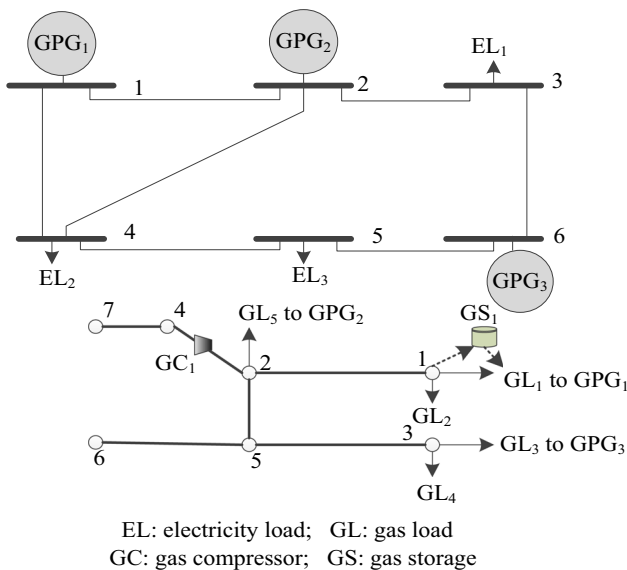 GPG1
GPG2
EL1
1
2
3
4
5
6
EL2
EL3
GPG3
7
4
GL5 to GPG2
GS1
GC1
2
1
GL1 to GPG1
GL2
3
6
5
GL3 to GPG3
GL4
EL: electricity load; GL: gas load
GC: gas compressor; GS: gas storage